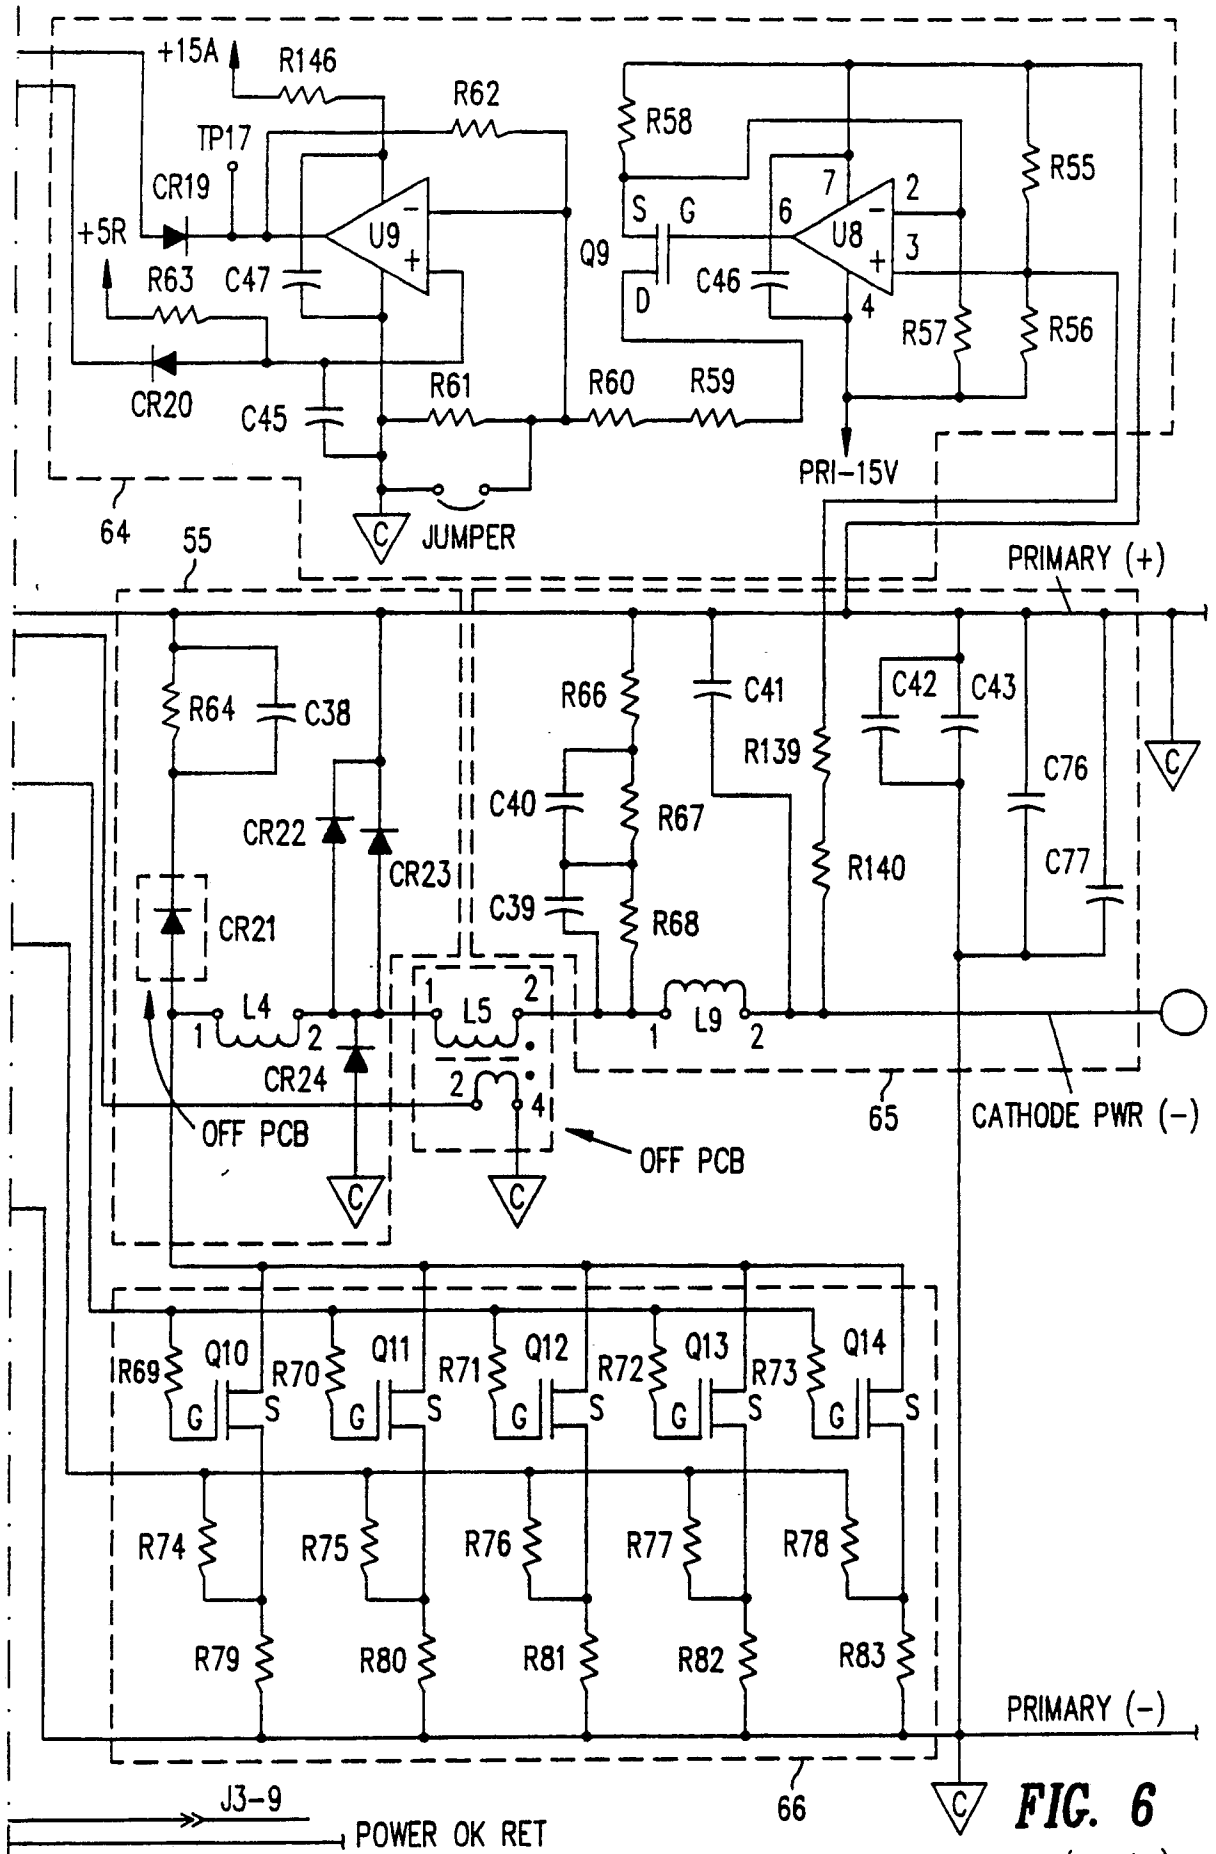 +15A
R146
R62
TP17
CR19
+5R
R63
C47
U9
-
+
CR20
C45
R61
R60
R59
JUMPER
C
64
R58
S
G
Q9
D
6
7
2
U8
-
+
3
4
C46
R57
R55
R56
PRI-15V
55
PRIMARY (+)
R64
C38
CR22
CR23
CR21
OFF PCB
1
L4
2
CR24
C
1
L5
2
2
4
C
OFF PCB
R66
C40
R67
C39
R68
C41
R139
R140
1
L9
2
C42
C43
C76
C77
C
65
CATHODE PWR (-)
R69
Q10
G
S
R70
Q11
G
S
R71
Q12
G
S
R72
Q13
G
S
R73
Q14
G
S
R74
R75
R76
R77
R78
R79
R80
R81
R82
R83
PRIMARY (-)
66
C
FIG. 6
J3-9
POWER OK RET